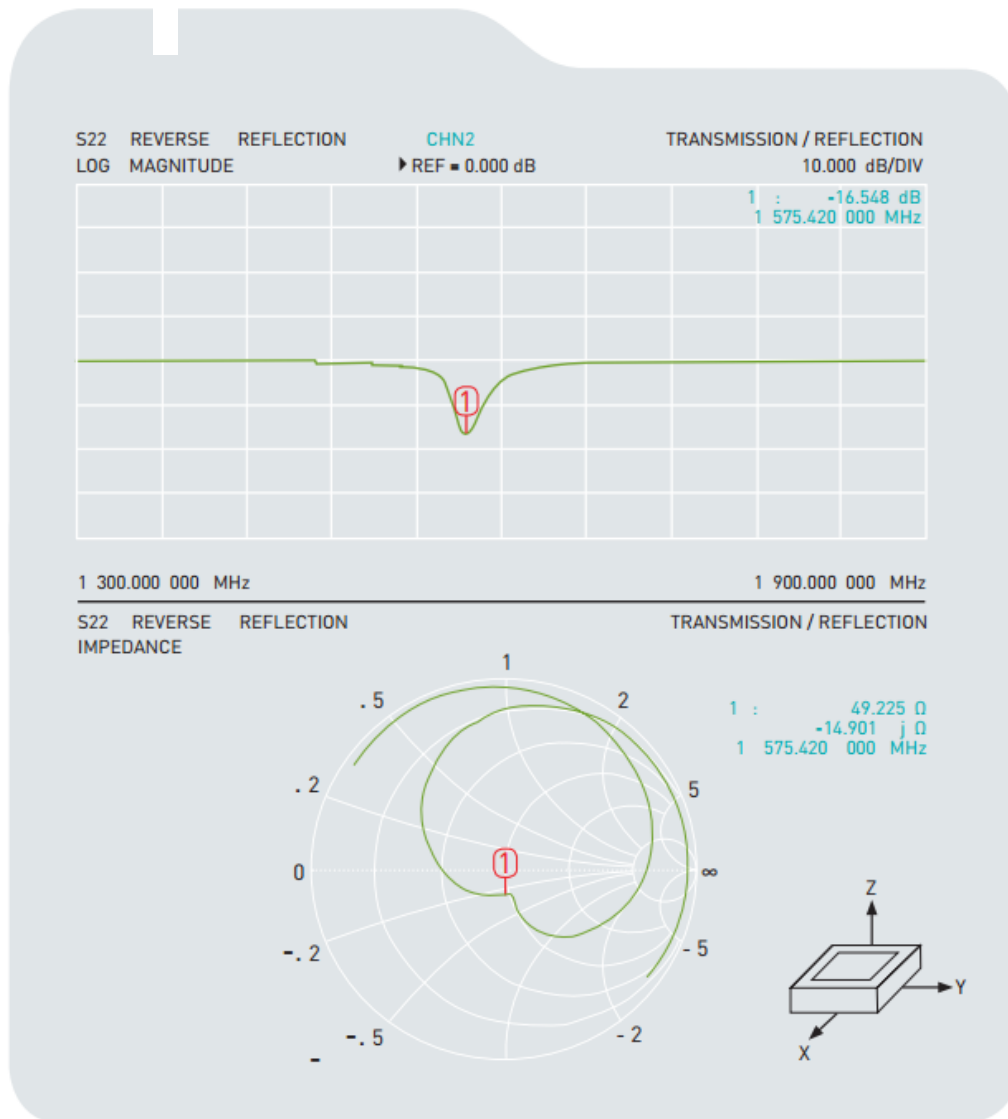 S22 REVERSE REFLECTION CHN2 TRANSMISSION / REFLECTION
LOG MAGNITUDE REF = 0.000 dB 10.000 dB/DIV
1 : -16.548 dB
1 575.420 000 MHz
1
1 300.000 000 MHz 1 900.000 000 MHz
S22 REVERSE REFLECTION TRANSMISSION / REFLECTION
IMPEDANCE
1
.5 2
1 : 49.225 Ω
-14.901 j Ω
1 575.420 000 MHz
.2 5
1
0 ∞
Z
-.2 -5
Y
-.5 -2
X
-